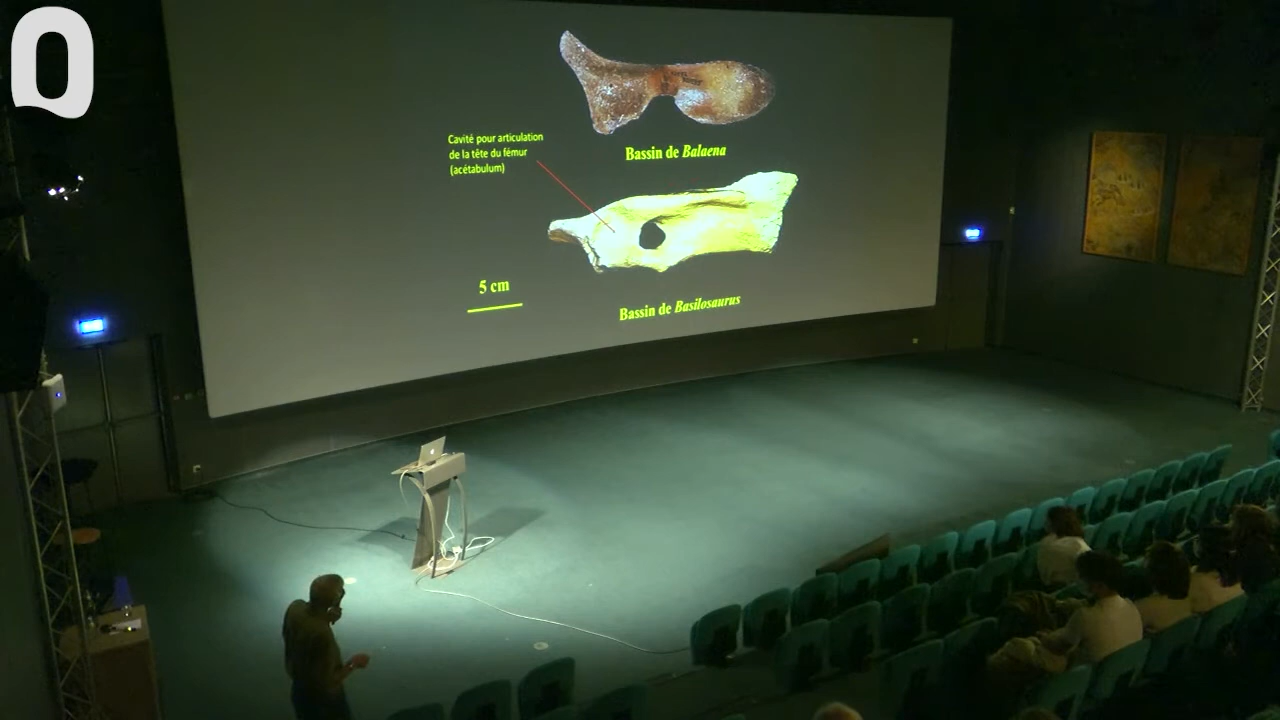 Q
Bassin de Balaena
Cavité pour articulation
de la tête du fémur
(acétabulum)
5 cm
Bassin de Basilosaurus